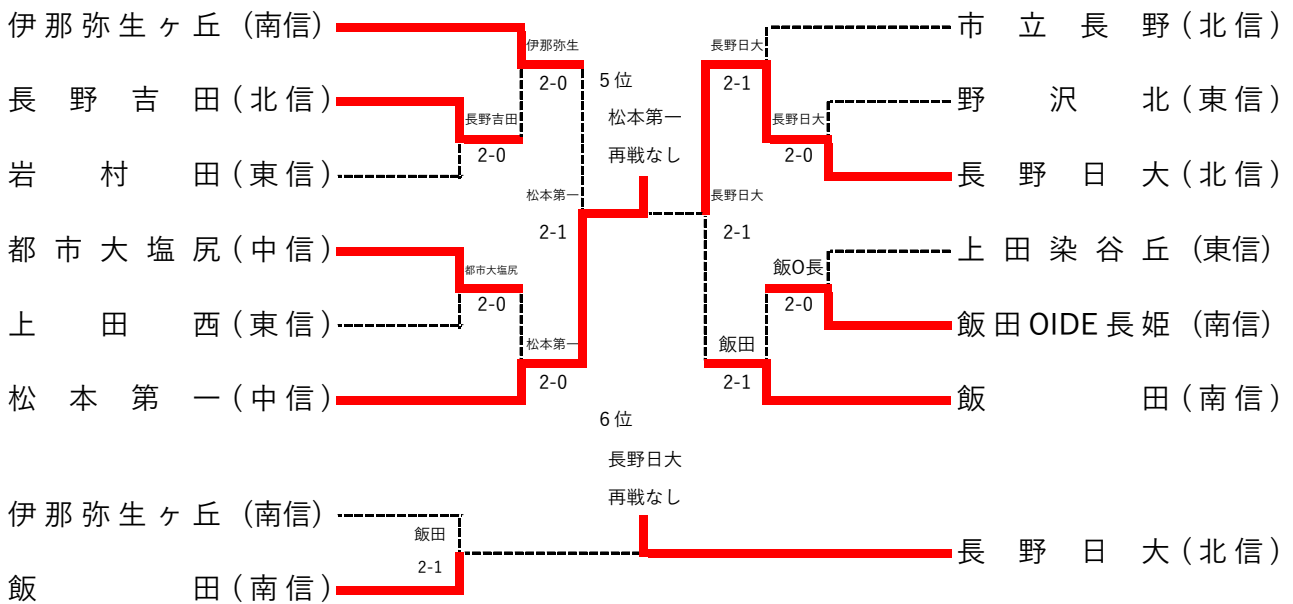 伊那弥生ヶ丘 (南信)
市立長野(北信)
伊那弥生
長野日大
2-0
5位
2-1
長野吉田(北信)
野沢北(東信)
長野吉田
松本第一
長野日大
2-0
再戦なし
2-0
岩村田(東信)
長野日大(北信)
松本第一
長野日大
2-1
2-1
都市大塩尻(中信)
上田染谷丘 (東信)
都市大塩尻
飯O長
2-0
2-0
上田西(東信)
飯田OIDE長姫 (南信)
松本第一
飯田
2-0
2-1
松本第一(中信)
飯田(南信)
6位
長野日大
再戦なし
伊那弥生ヶ丘 (南信)
飯田
2-1
長野日大(北信)
飯田(南信)